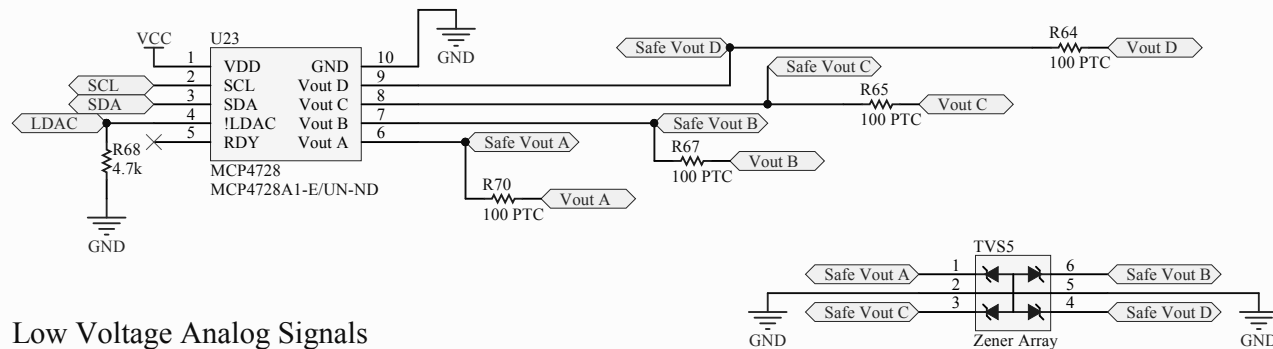 VCC
U23
1
VDD
GND
10
GND
SCL
2
SCL
Vout D
9
SDA
3
SDA
Vout C
8
LDAC
4
!LDAC
Vout B
7
5
RDY
Vout A
6
R68
4.7k
GND
MCP4728
MCP4728A1-E/UN-ND
Safe Vout D
R64
100 PTC
Vout D
Safe Vout C
R65
100 PTC
Vout C
Safe Vout B
R67
100 PTC
Vout B
Safe Vout A
R70
100 PTC
Vout A
TVS5
Safe Vout A
1
6
Safe Vout B
2
5
Safe Vout C
3
4
Safe Vout D
GND
Zener Array
GND
Low Voltage Analog Signals